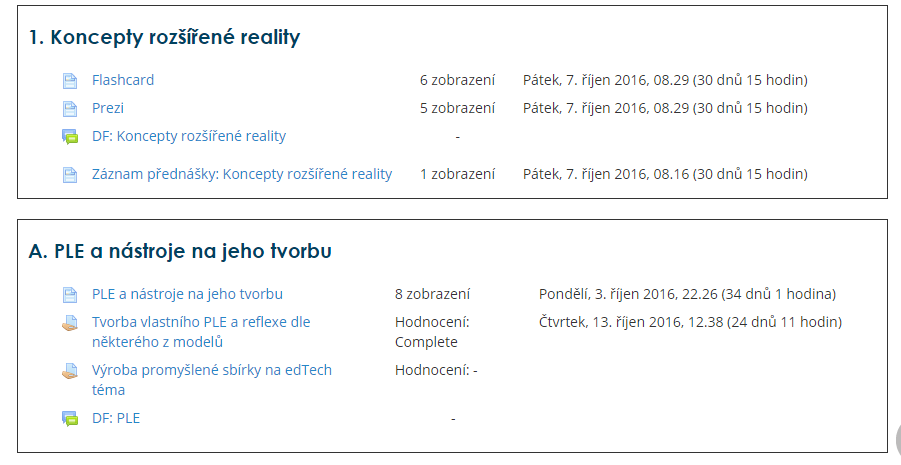 1. Koncepty rozšířené reality
Flashcard 6 zobrazení Pátek, 7. říjen 2016, 08.29 (30 dnů 15 hodin)
Prezi 5 zobrazení Pátek, 7. říjen 2016, 08.29 (30 dnů 15 hodin)
DF: Koncepty rozšířené reality -
Záznam přednášky: Koncepty rozšířené reality 1 zobrazení Pátek, 7. říjen 2016, 08.16 (30 dnů 15 hodin)
A. PLE a nástroje na jeho tvorbu
PLE a nástroje na jeho tvorbu 8 zobrazení Pondělí, 3. říjen 2016, 22.26 (34 dnů 1 hodina)
Tvorba vlastního PLE a reflexe dle Hodnocení: Čtvrtek, 13. říjen 2016, 12.38 (24 dnů 11 hodin)
některého z modelů Complete
Výroba promyšlené sbírky na edTech Hodnocení: -
téma
DF: PLE -